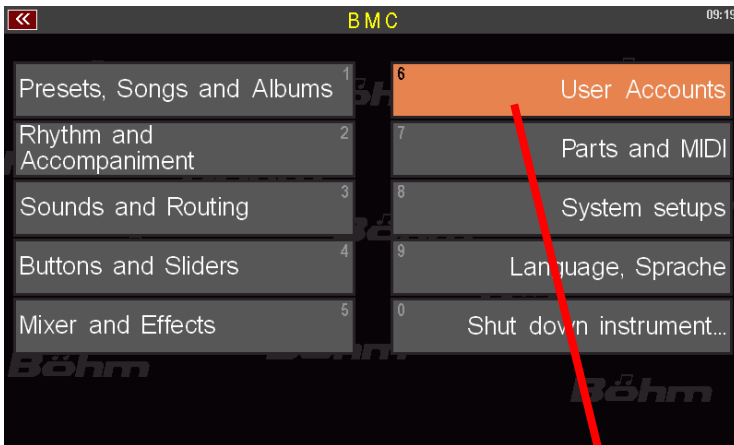 BMC
09:19
Presets, Songs and Albums 1
6 User Accounts
Rhythm and
Accompaniment 2
7 Parts and MIDI
Sounds and Routing 3
8 System setups
Buttons and Sliders 4
9 Language, Sprache
Mixer and Effects 5
0 Shut down instrument...
Böhm
Böhm